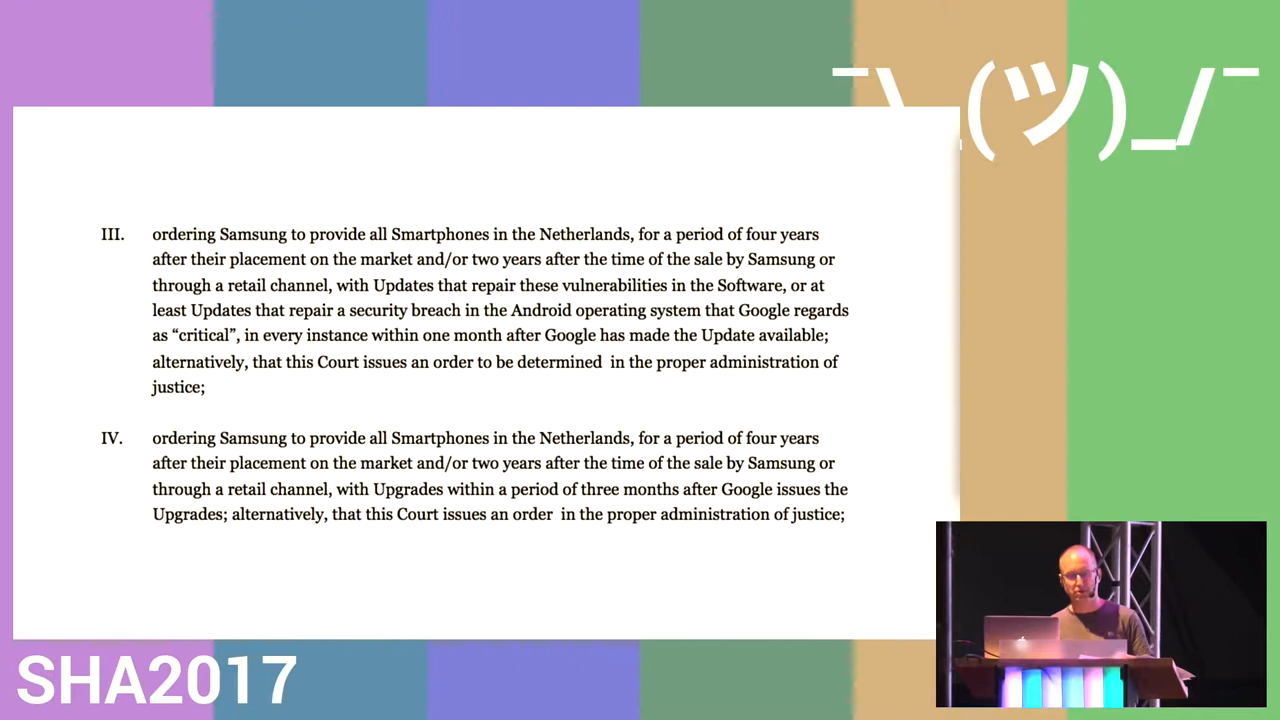 ¯\_(ツ)_/¯
III. ordering Samsung to provide all Smartphones in the Netherlands, for a period of four years
after their placement on the market and/or two years after the time of the sale by Samsung or
through a retail channel, with Updates that repair these vulnerabilities in the Software, or at
least Updates that repair a security breach in the Android operating system that Google regards
as “critical”, in every instance within one month after Google has made the Update available;
alternatively, that this Court issues an order to be determined  in the proper administration of
justice;
IV. ordering Samsung to provide all Smartphones in the Netherlands, for a period of four years
after their placement on the market and/or two years after the time of the sale by Samsung or
through a retail channel, with Upgrades within a period of three months after Google issues the
Upgrades; alternatively, that this Court issues an order  in the proper administration of justice;
SHA2017